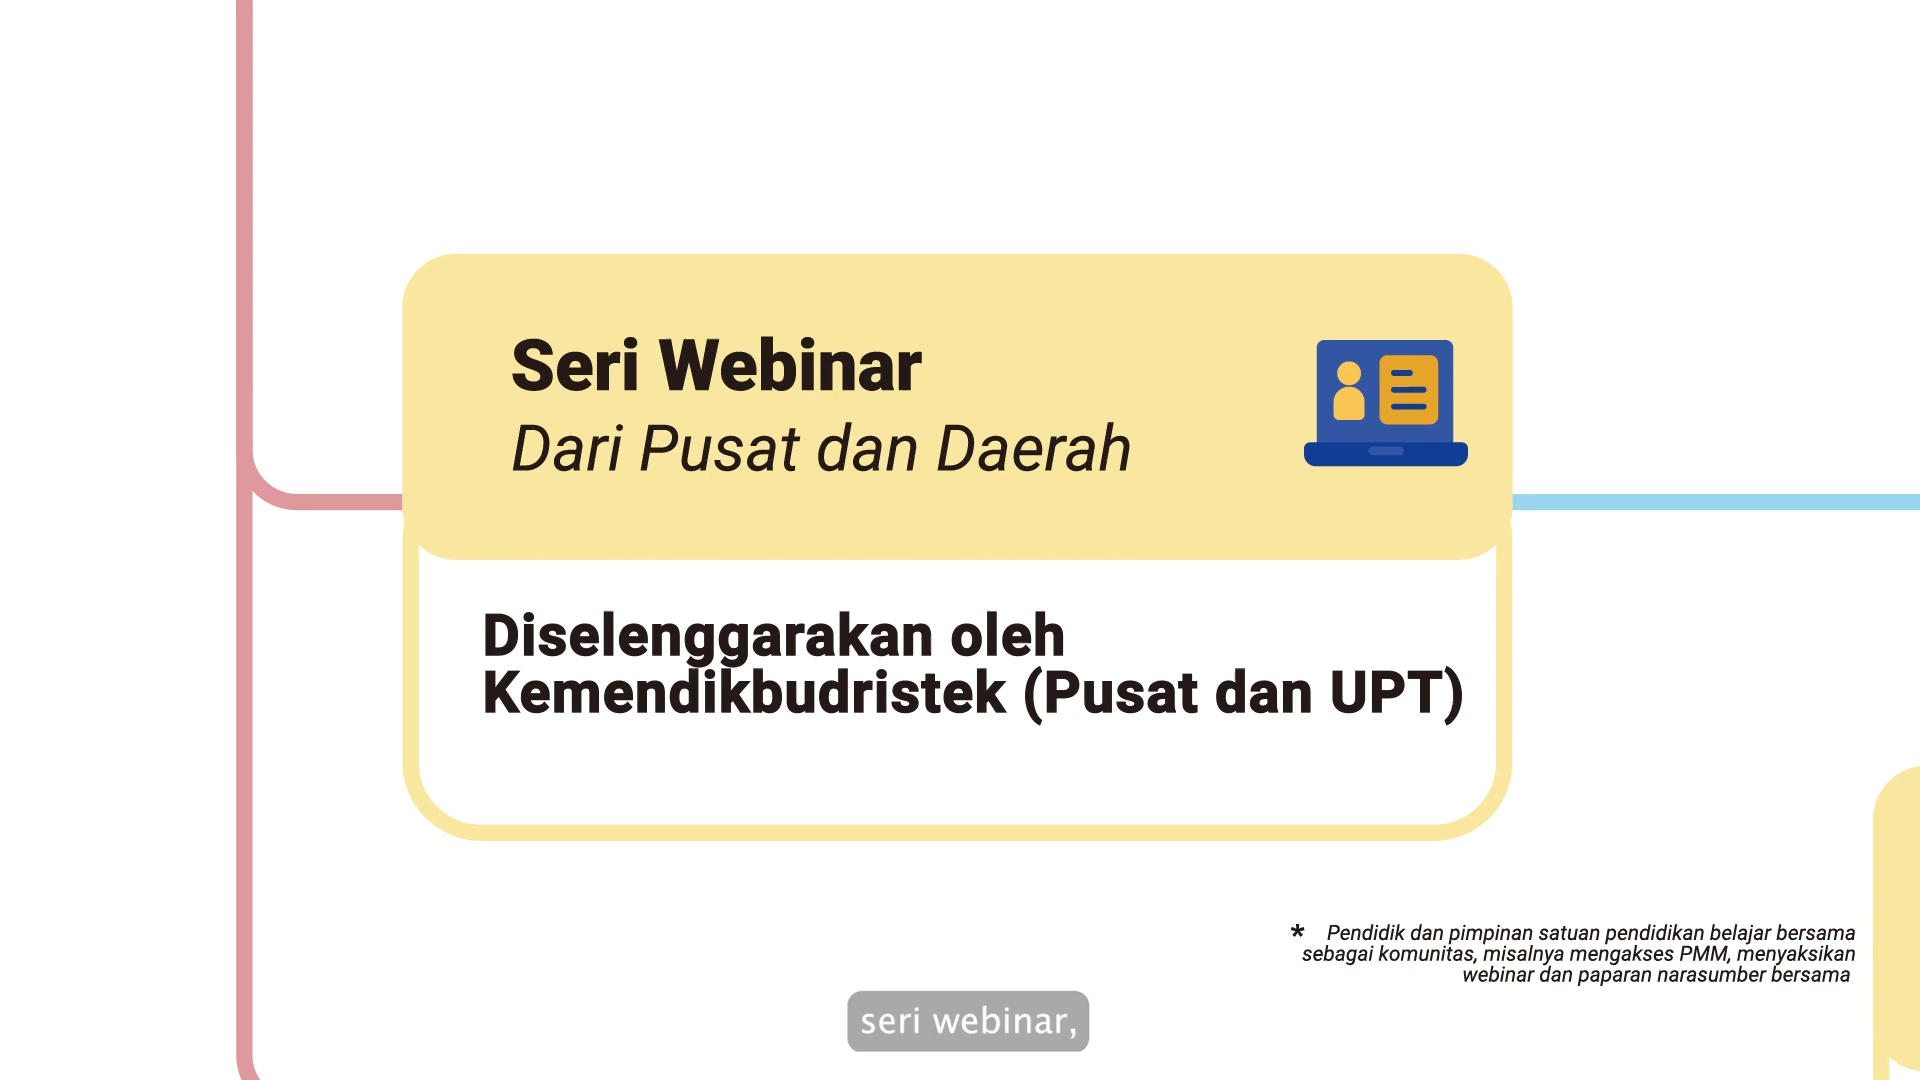 Seri Webinar
Dari Pusat dan Daerah
Diselenggarakan oleh
Kemendikbudristek (Pusat dan UPT)
* Pendidik dan pimpinan satuan pendidikan belajar bersama
sebagai komunitas, misalnya mengakses PMM, menyaksikan
webinar dan paparan narasumber bersama
seri webinar,